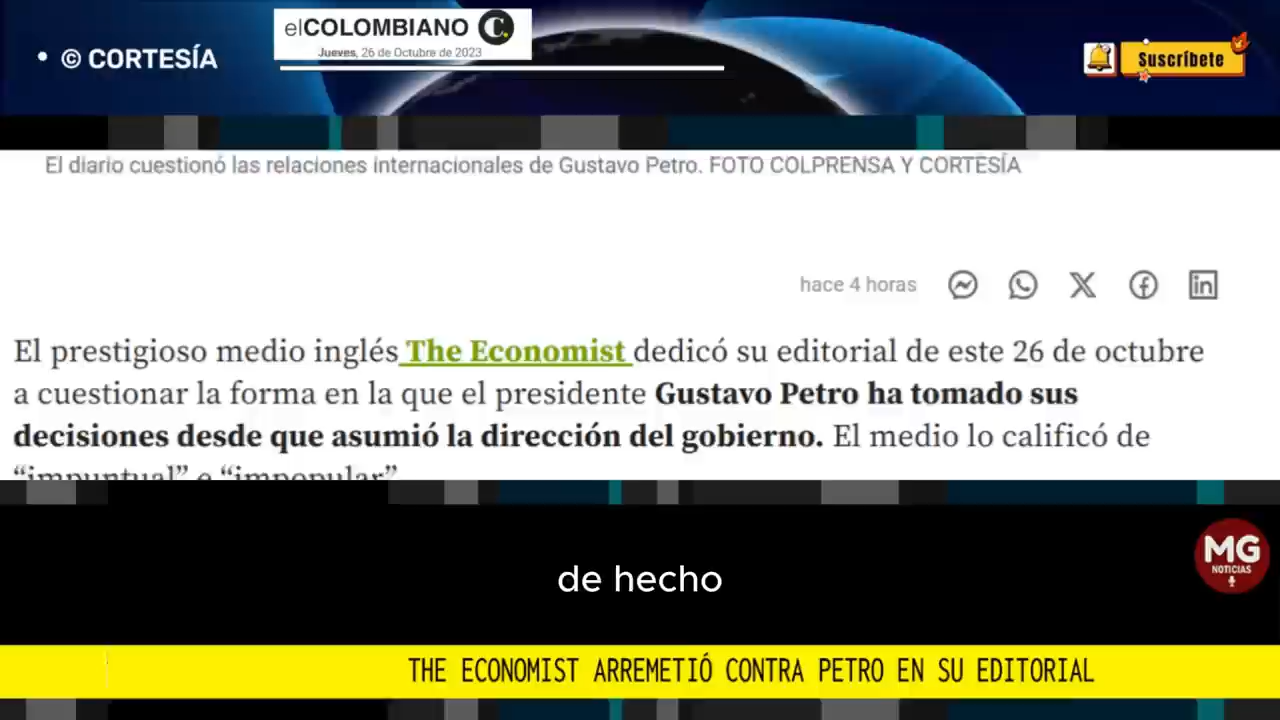 • © CORTESÍA
elCOLOMBIANO C.
Jueves, 26 de Octubre de 2023
Suscríbete
El diario cuestionó las relaciones internacionales de Gustavo Petro. FOTO COLPRENSA Y CORTESÍA
hace 4 horas
El prestigioso medio inglés The Economist dedicó su editorial de este 26 de octubre
a cuestionar la forma en la que el presidente Gustavo Petro ha tomado sus
decisiones desde que asumió la dirección del gobierno. El medio lo calificó de
“impuntual” e “impopular”
de hecho
MG
NOTICIAS
THE ECONOMIST ARREMETIÓ CONTRA PETRO EN SU EDITORIAL